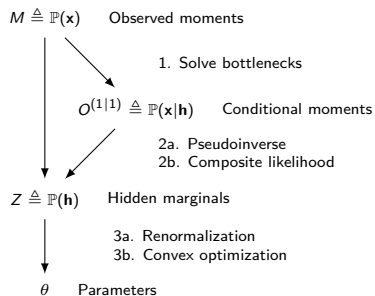 M ≜ ℙ(x) Observed moments
1. Solve bottlenecks
O^(1|1) ≜ ℙ(x|h) Conditional moments
2a. Pseudoinverse
2b. Composite likelihood
Z ≜ ℙ(h) Hidden marginals
3a. Renormalization
3b. Convex optimization
θ Parameters